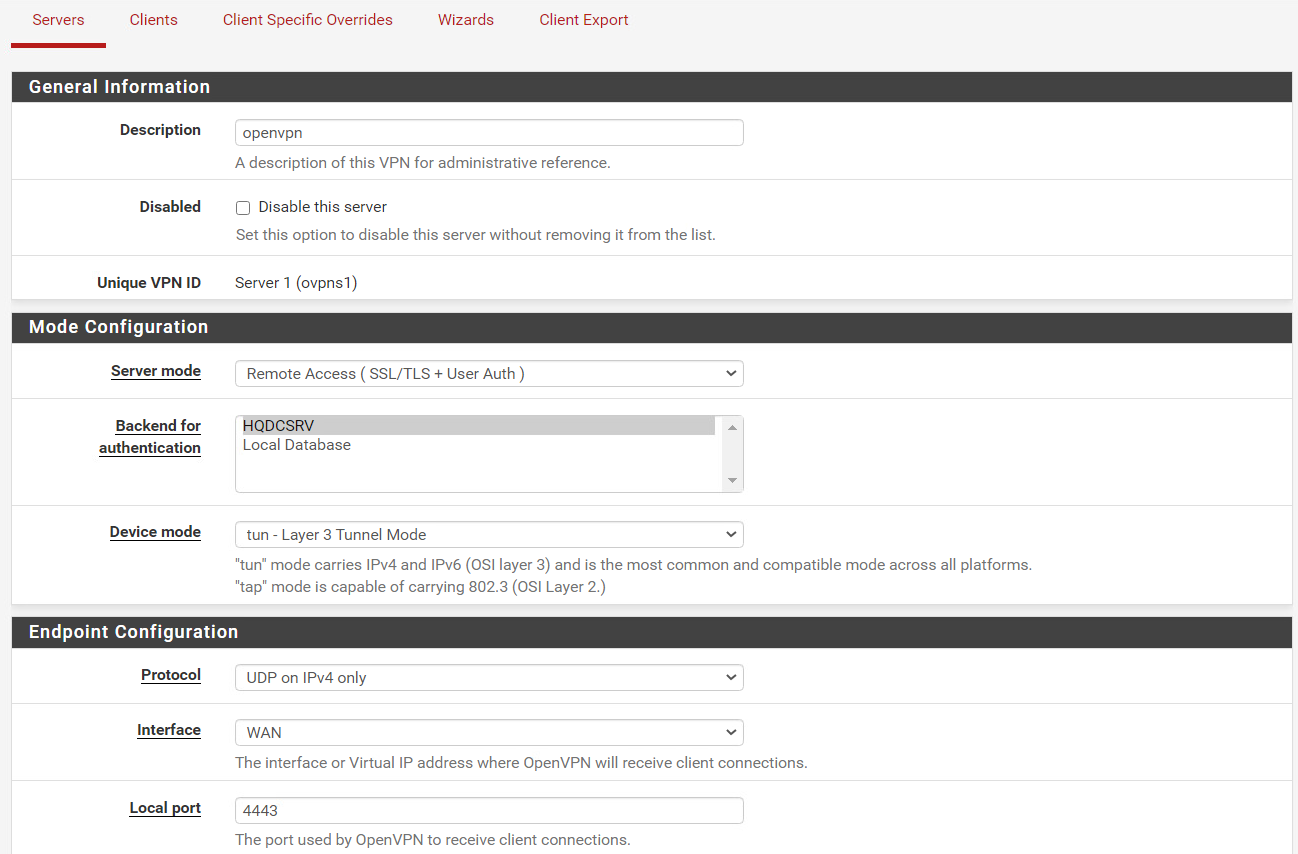 Servers Clients Client Specific Overrides Wizards Client Export
General Information
Description openvpn
A description of this VPN for administrative reference.
Disabled Disable this server
Set this option to disable this server without removing it from the list.
Unique VPN ID Server 1 (ovpns1)
Mode Configuration
Server mode Remote Access ( SSL/TLS + User Auth )
Backend for
authentication
HQDCSRV
Local Database
Device mode tun - Layer 3 Tunnel Mode
"tun" mode carries IPv4 and IPv6 (OSI layer 3) and is the most common and compatible mode across all platforms.
"tap" mode is capable of carrying 802.3 (OSI Layer 2.)
Endpoint Configuration
Protocol UDP on IPv4 only
Interface WAN
The interface or Virtual IP address where OpenVPN will receive client connections.
Local port 4443
The port used by OpenVPN to receive client connections.